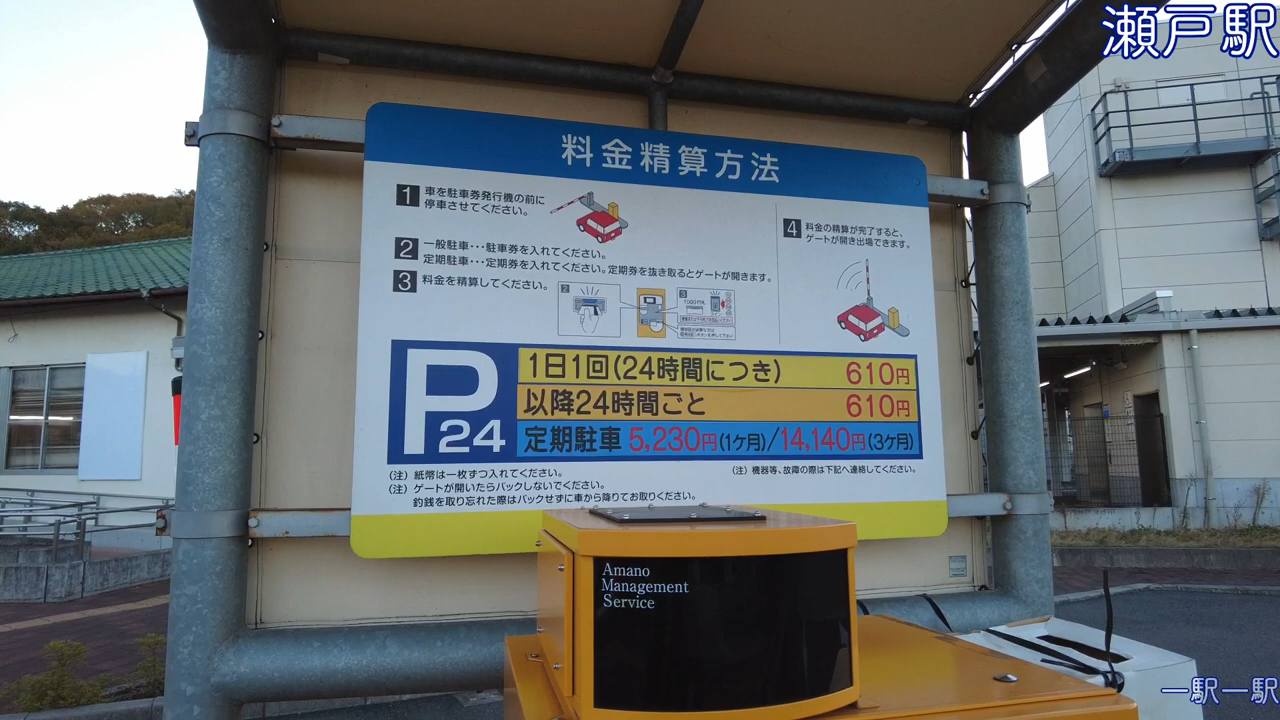 瀬戸駅
料金精算方法
1 車を駐車券発行機の前に
停車させてください。
2 一般駐車･･･駐車券を入れてください。
定期駐車･･･定期券を入れてください。定期券を抜き取るとゲートが開きます。
3 料金を精算してください。
4 料金の精算が完了すると、
ゲートが開き出場できます。
2
3
P24
1日1回(24時間につき) 610円
以降24時間ごと 610円
定期駐車 5,230円(1ヶ月)/14,140円(3ヶ月)
(注) 紙幣は一枚ずつ入れてください。
(注) ゲートが開いたらバックしないでください。
釣銭を取り忘れた際はバックせずに車から降りてお取りください。
(注) 機器等、故障の際は下記へ連絡してください。
Amano
Management
Service
一駅一駅